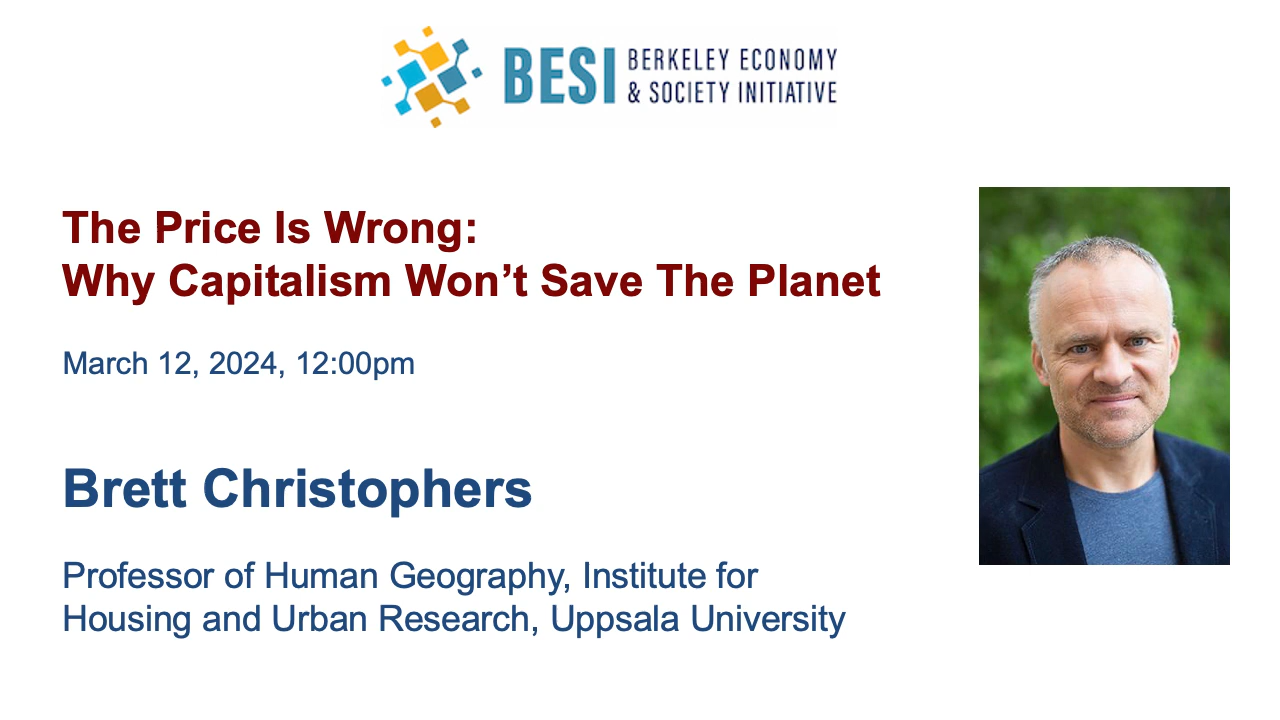 BESI BERKELEY ECONOMY
& SOCIETY INITIATIVE
The Price Is Wrong:
Why Capitalism Won’t Save The Planet
March 12, 2024, 12:00pm
Brett Christophers
Professor of Human Geography, Institute for
Housing and Urban Research, Uppsala University